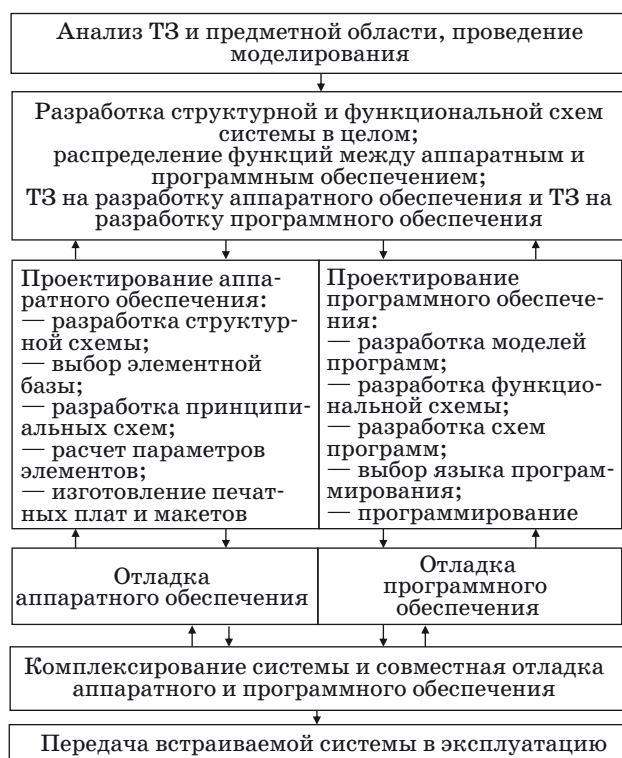 Анализ ТЗ и предметной области, проведение
моделирования
Разработка структурной и функциональной схем
системы в целом;
распределение функций между аппаратным и
программным обеспечением;
ТЗ на разработку аппаратного обеспечения и ТЗ на
разработку программного обеспечения
Проектирование аппа-
ратного обеспечения:
— разработка структур-
ной схемы;
— выбор элементной
базы;
— разработка принципи-
альных схем;
— расчет параметров
элементов;
— изготовление печат-
ных плат и макетов
Проектирование
программного обеспече-
ния:
— разработка моделей
программ;
— разработка функцио-
нальной схемы;
— разработка схем
программ;
— выбор языка програм-
мирования;
— программирование
Отладка
аппаратного обеспечения
Отладка
программного
обеспечения
Комплексирование системы и совместная отладка
аппаратного и программного обеспечения
Передача встраиваемой системы в эксплуатацию